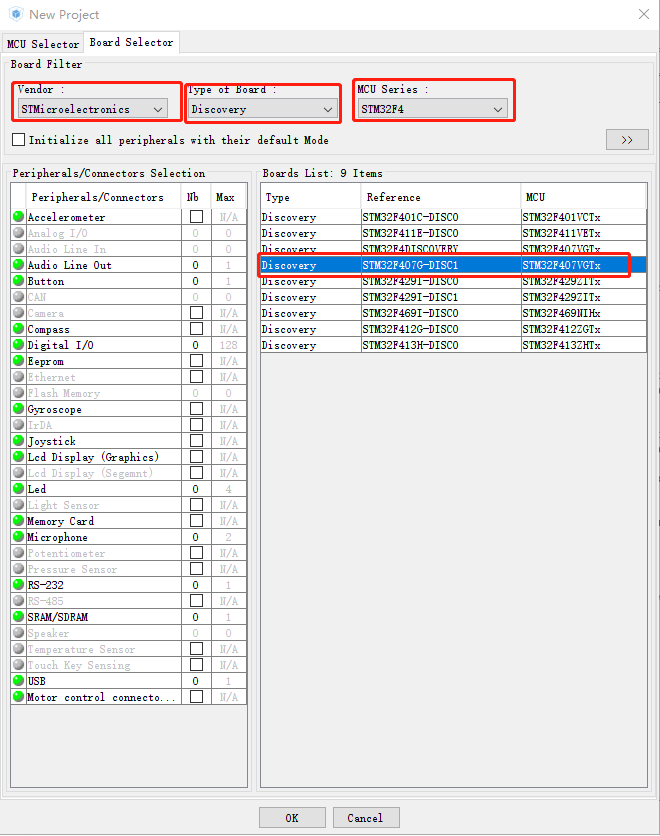 New Project
MCU Selector Board Selector
Board Filter
Vendor : Type of Board : MCU Series :
STMicroelectronics Discovery STM32F4
Initialize all peripherals with their default Mode >>
Peripherals/Connectors Selection Boards List: 9 Items
Peripherals/Connectors Nb Max Type Reference MCU
Accelerometer N/A Discovery STM32F401C-DISCO STM32F401VCTx
Analog I/O 0 0 Discovery STM32F411E-DISCO STM32F411VETx
Audio Line In 0 0 Discovery STM32F4DISCOVERY STM32F407VGTx
Audio Line Out 0 1 Discovery STM32F407G-DISC1 STM32F407VGTx
Button 0 1 Discovery STM32F429I-DISCO STM32F429ZITx
CAN 0 0 Discovery STM32F429I-DISC1 STM32F429ZITx
Camera N/A Discovery STM32F469I-DISCO STM32F469NIHx
Compass N/A Discovery STM32F412G-DISCO STM32F412ZGTx
Digital I/O 0 128 Discovery STM32F413H-DISCO STM32F413ZHTx
Eeprom N/A
Ethernet N/A
Flash Memory 0 0
Gyroscope N/A
IrDA N/A
Joystick N/A
Lcd Display (Graphics) N/A
Lcd Display (Segemnt) N/A
Led 0 4
Light Sensor N/A
Memory Card N/A
Microphone 0 2
Potentiometer N/A
Pressure Sensor N/A
RS-232 0 1
RS-485 N/A
SRAM/SDRAM 0 1
Speaker 0 0
Temperature Sensor N/A
Touch Key Sensing N/A
USB 0 1
Motor control connecto... N/A
OK Cancel